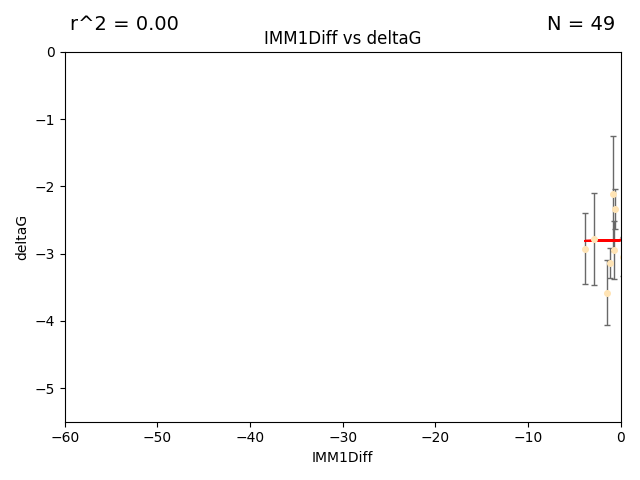 r^2 = 0.00
N = 49
IMM1Diff vs deltaG
0
−1
−2
−3
−4
−5
deltaG
−60 −50 −40 −30 −20 −10 0
IMM1Diff